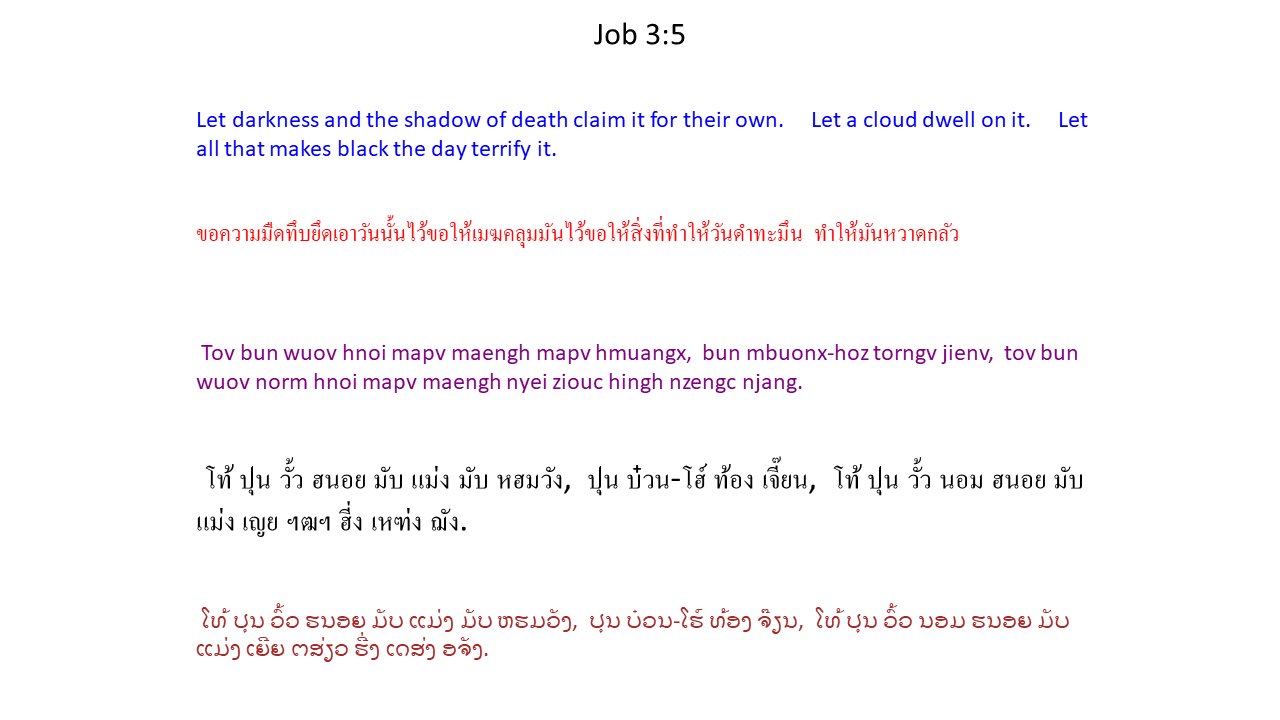 Job 3:5
Let darkness and the shadow of death claim it for their own. Let a cloud dwell on it. Let
all that makes black the day terrify it.
ขอความมืดทึบยึดเอาวันนั้นไว้ขอให้เมฆคลุมมันไว้ขอให้สิ่งที่ทำให้วันดำทะมึน ทำให้มันหวาดกลัว
Tov bun wuov hnoi mapv maengh mapv hmuangx, bun mbuonx-hoz torngv jienv, tov bun
wuov norm hnoi mapv maengh nyei ziouc hingh nzengc njang.
โท้ ปุน วั้ว ฮนอย มับ แม่ง มับ หฮมวัง, ปุน บ๋วน-โฮ์ ท้อง เจี๊ยน, โท้ ปุน วั้ว นอม ฮนอย มับ
แม่ง เญย ฯฒฯ ฮี่ง เหฑ่ง ฌัง.
ໂທ້ ປຸນ ວົ້ວ ຮນອຍ ມັບ ແມ່ງ ມັບ ຫຮມວັງ, ປຸນ ບ໋ວນ-ໂຮ໌ ທ້ອງ ຈ໊ຽນ, ໂທ້ ປຸນ ວົ້ວ ນອມ ຮນອຍ ມັບ
ແມ່ງ ເຍີຍ ຕສ່ຽວ ຮີ່ງ ເດສ່ງ ອຈັງ.